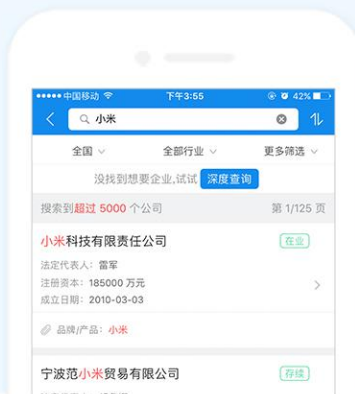 中国移动 下午3:55 42%
小米
全国 全部行业 更多筛选
没找到想要企业,试试 深度查询
搜索到超过 5000 个公司 第 1/125 页
小米科技有限责任公司 在业
法定代表人：雷军
注册资本：185000 万元
成立日期：2010-03-03
品牌/产品：小米
宁波范小米贸易有限公司 存续